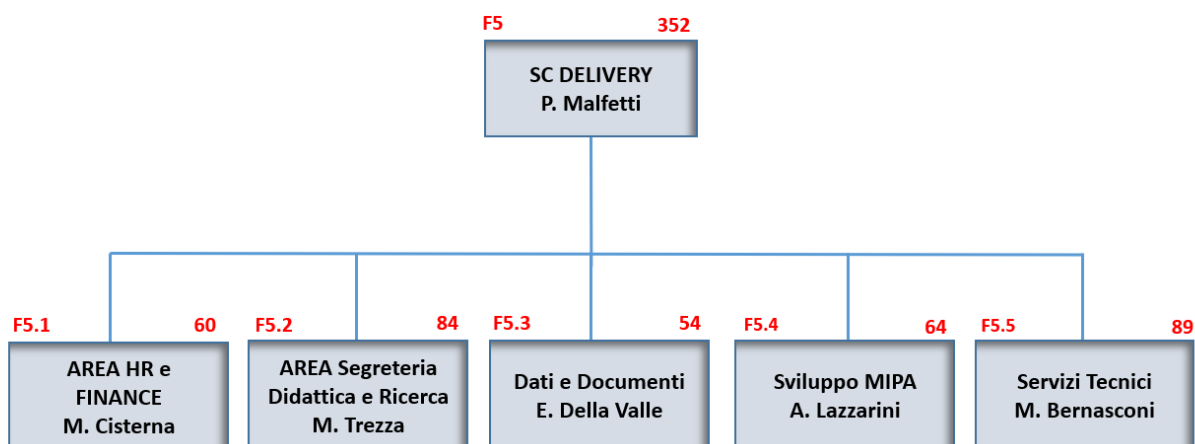 F5 352
SC DELIVERY
P. Malfetti
F5.1 60
AREA HR e
FINANCE
M. Cisterna
F5.2 84
AREA Segreteria
Didattica e Ricerca
M. Trezza
F5.3 54
Dati e Documenti
E. Della Valle
F5.4 64
Sviluppo MIPA
A. Lazzarini
F5.5 89
Servizi Tecnici
M. Bernasconi